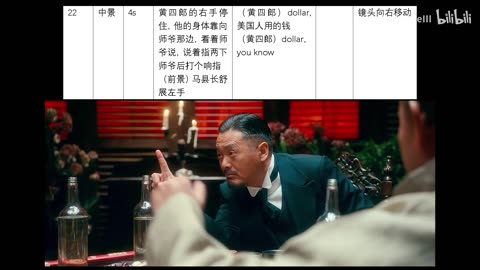 22
中景
4s
黄四郎的右手停
住，他的身体靠向
师爷那边，看着师
爷说，说着指两下
师爷后打个响指
（前景）马县长舒
展左手
（黄四郎）dollar,
美国人用的钱
（黄四郎）dollar,
you know
镜头向右移动
bilibili